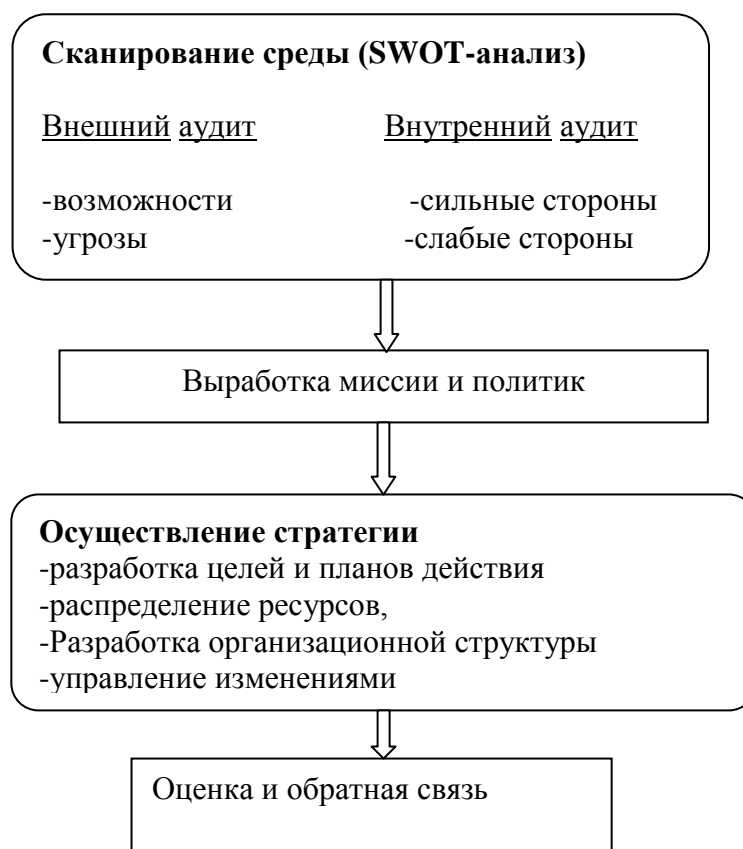 Сканирование среды (SWOT-анализ)
Внешний аудит Внутренний аудит
-возможности -сильные стороны
-угрозы -слабые стороны
Выработка миссии и политик
Осуществление стратегии
-разработка целей и планов действия
-распределение ресурсов,
-Разработка организационной структуры
-управление изменениями
Оценка и обратная связь